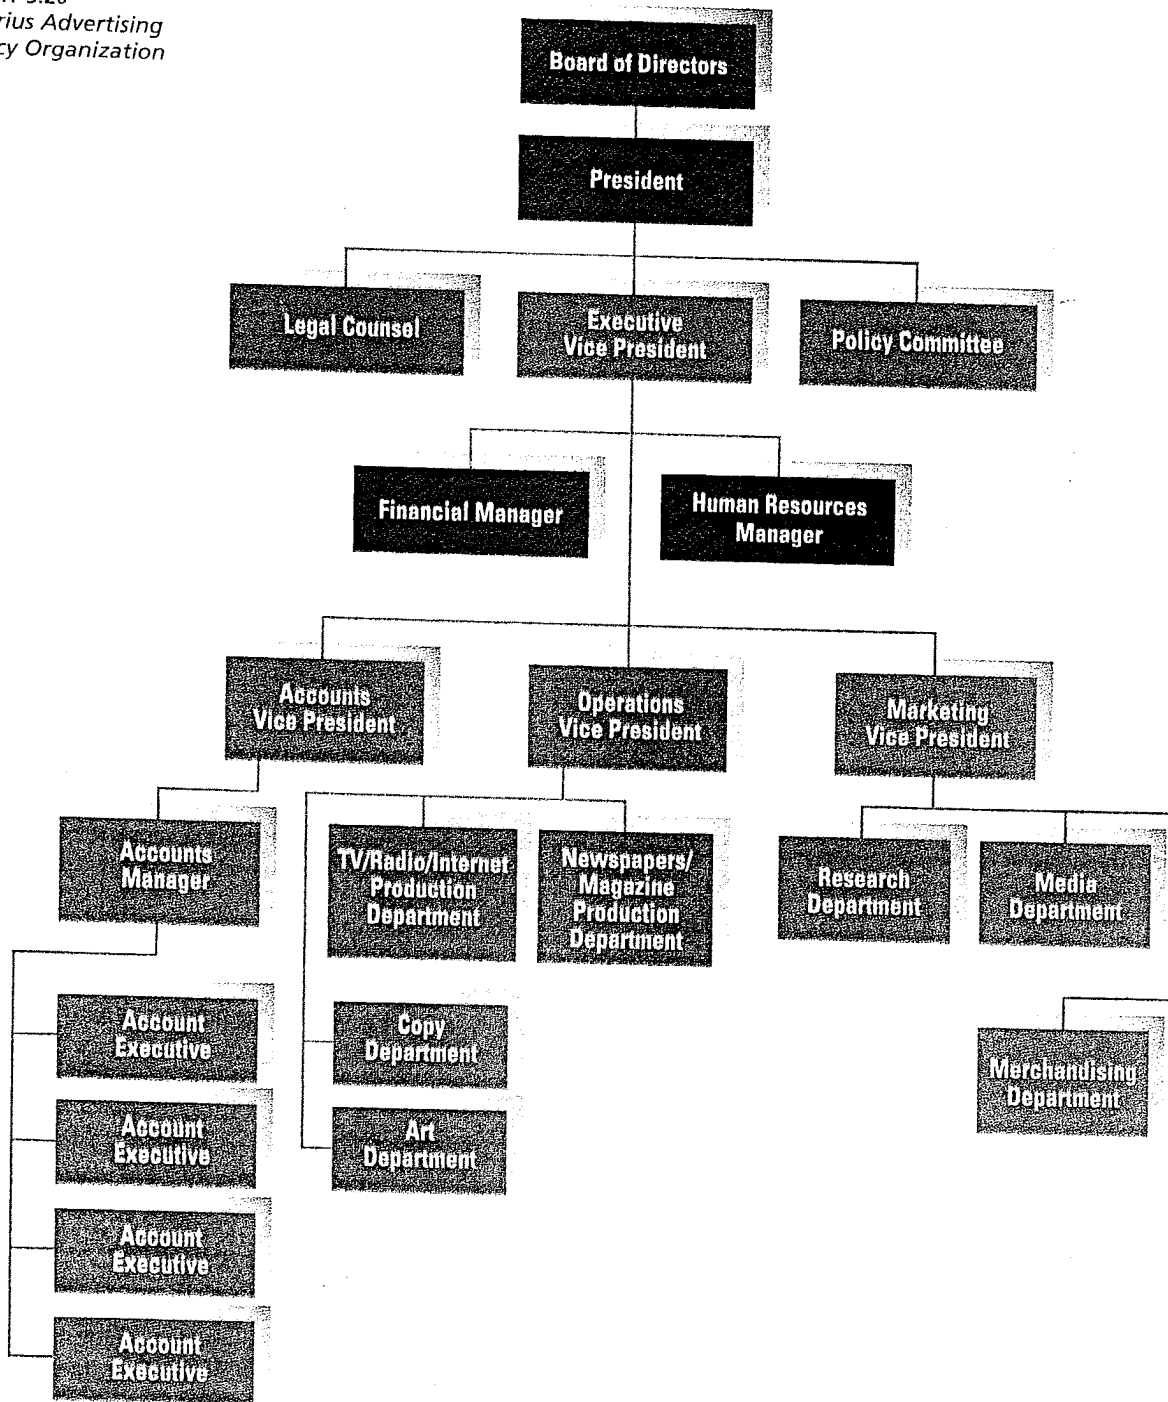 rius Advertising
cy Organization
Board of Directors
President
Legal Counsel
Executive
Vice President
Policy Committee
Financial Manager
Human Resources
Manager
Accounts
Vice President
Operations
Vice President
Marketing
Vice President
Accounts
Manager
TV/Radio/Internet
Production
Department
Newspapers/
Magazine
Production
Department
Research
Department
Media
Department
Account
Executive
Copy
Department
Merchandising
Department
Account
Executive
Art
Department
Account
Executive
Account
Executive